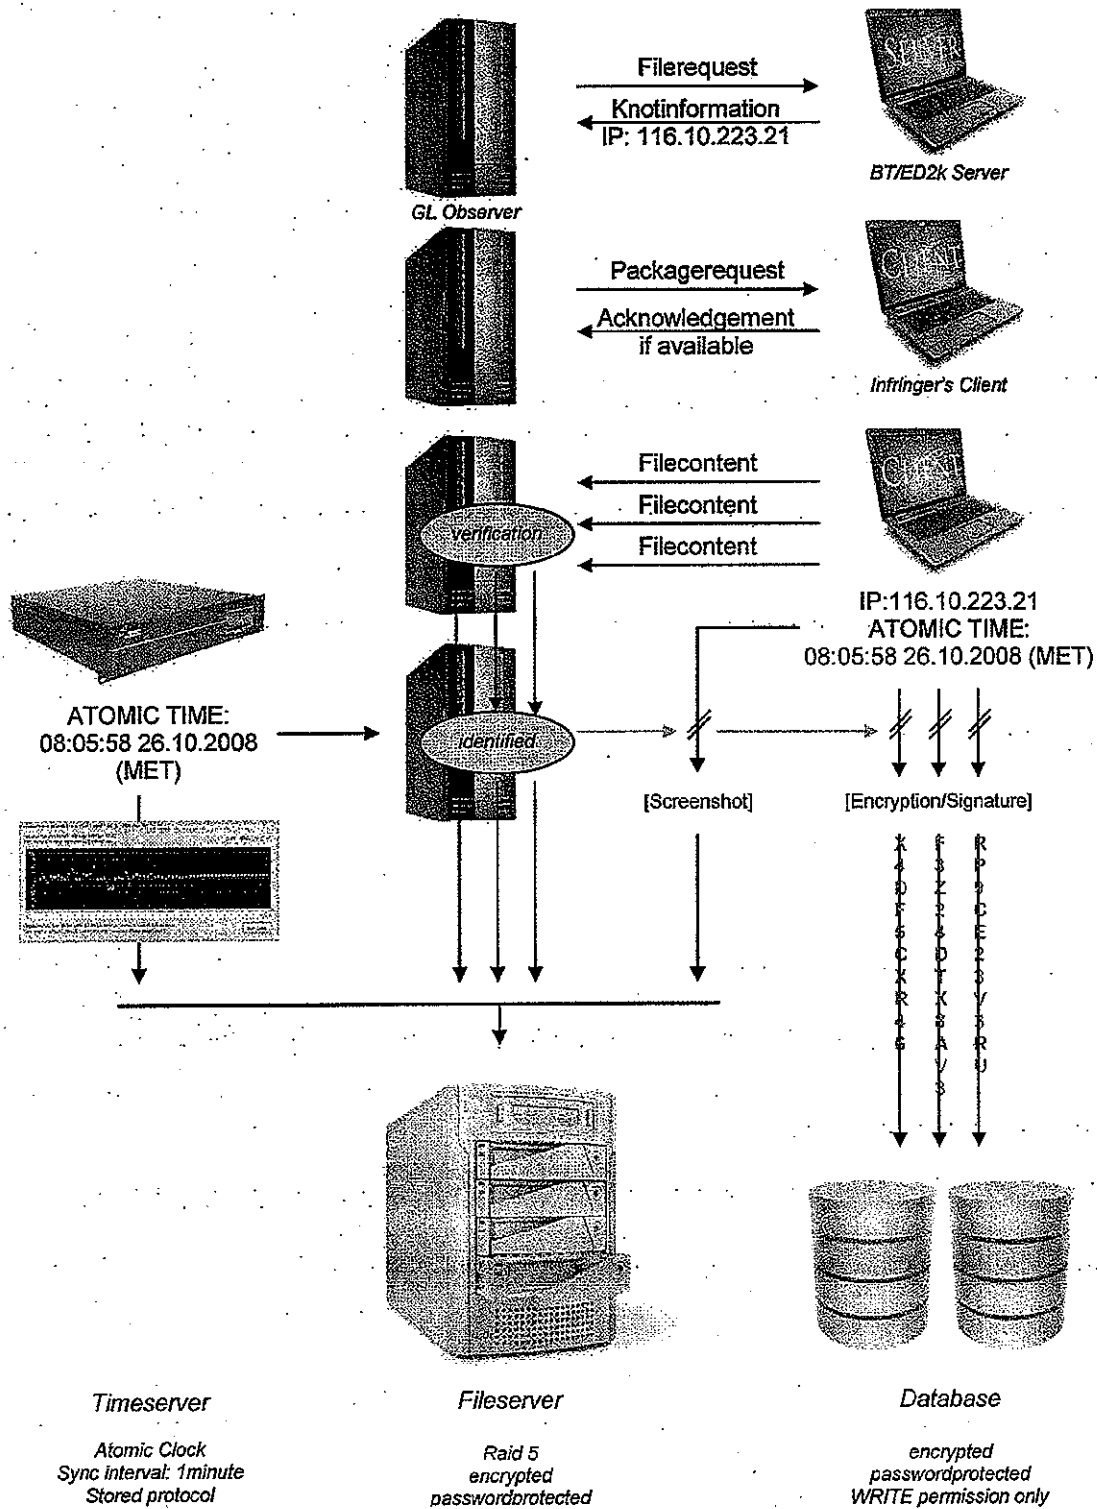 Filerequest
Knotinformation
IP: 116.10.223.21
SERVER
BT/ED2k Server
GL Observer
Packagerequest
Acknowledgement
if available
CLIENT
Infringer's Client
Filecontent
Filecontent
Filecontent
CLIENT
verification
IP:116.10.223.21
ATOMIC TIME:
08:05:58 26.10.2008 (MET)
ATOMIC TIME:
08:05:58 26.10.2008
(MET)
identified
[Screenshot]
[Encryption/Signature]
Timeserver
Atomic Clock
Sync interval: 1minute
Stored protocol
Fileserver
Raid 5
encrypted
passwordprotected
Database
encrypted
passwordprotected
WRITE permission only